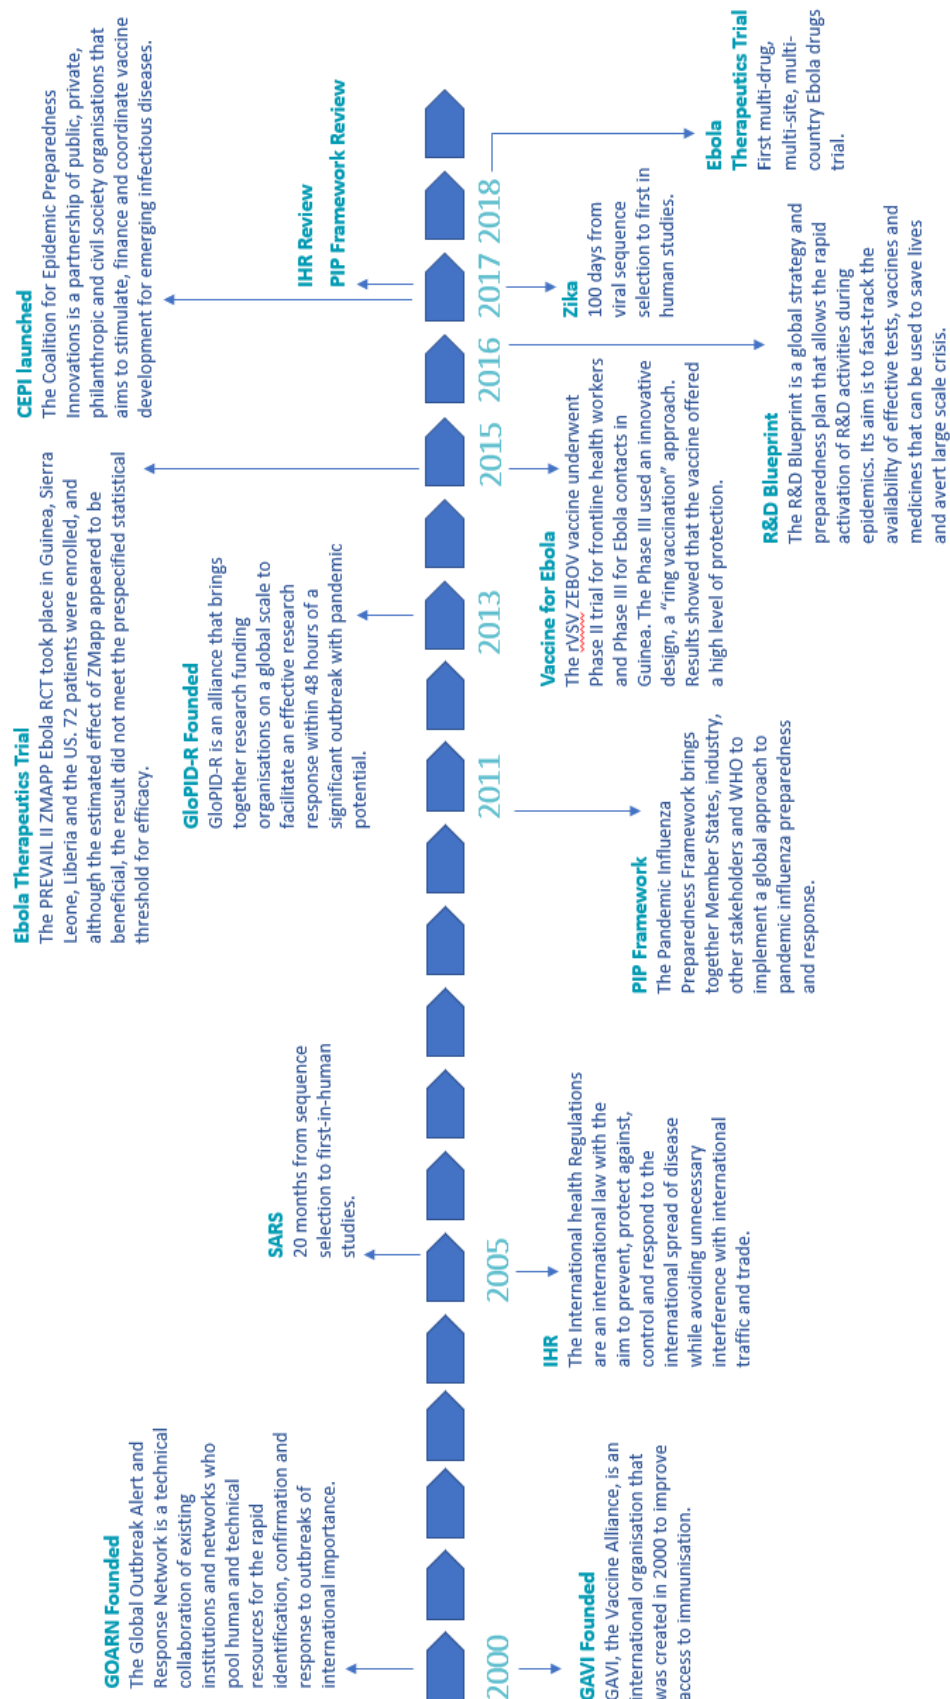 GOARN Founded
The Global Outbreak Alert and
Response Network is a technical
collaboration of existing
institutions and networks who
pool human and technical
resources for the rapid
identification, confirmation and
response to outbreaks of
international importance.
SARS
20 months from sequence
selection to first-in-human
studies.
Ebola Therapeutics Trial
The PREVAIL II ZMAPP Ebola RCT took place in Guinea, Sierra
Leone, Liberia and the US. 72 patients were enrolled, and
although the estimated effect of ZMapp appeared to be
beneficial, the result did not meet the prespecified statistical
threshold for efficacy.
GloPID-R Founded
GloPID-R is an alliance that brings
together research funding
organisations on a global scale to
facilitate an effective research
response within 48 hours of a
significant outbreak with pandemic
potential.
CEPI launched
The Coalition for Epidemic Preparedness
Innovations is a partnership of public, private,
philanthropic and civil society organisations that
aims to stimulate, finance and coordinate vaccine
development for emerging infectious diseases.
IHR Review
PIP Framework Review
2000
2005
2011
2013
2015
2016
2017
2018
GAVI Founded
GAVI, the Vaccine Alliance, is an
international organisation that
was created in 2000 to improve
access to immunisation.
IHR
The International health Regulations
are an international law with the
aim to prevent, protect against,
control and respond to the
international spread of disease
while avoiding unnecessary
interference with international
traffic and trade.
PIP Framework
The Pandemic Influenza
Preparedness Framework brings
together Member States, industry,
other stakeholders and WHO to
implement a global approach to
pandemic influenza preparedness
and response.
Vaccine for Ebola
The rVSV ZEBOV vaccine underwent
Phase II trial for frontline health workers
and Phase III for Ebola contacts in
Guinea. The Phase III used an innovative
design, a “ring vaccination” approach.
Results showed that the vaccine offered
a high level of protection.
Zika
100 days from
viral sequence
selection to first in
human studies.
R&D Blueprint
The R&D Blueprint is a global strategy and
preparedness plan that allows the rapid
activation of R&D activities during
epidemics. Its aim is to fast-track the
availability of effective tests, vaccines and
medicines that can be used to save lives
and avert large scale crisis.
Ebola
Therapeutics Trial
First multi-drug,
multi-site, multi-
country Ebola drugs
trial.